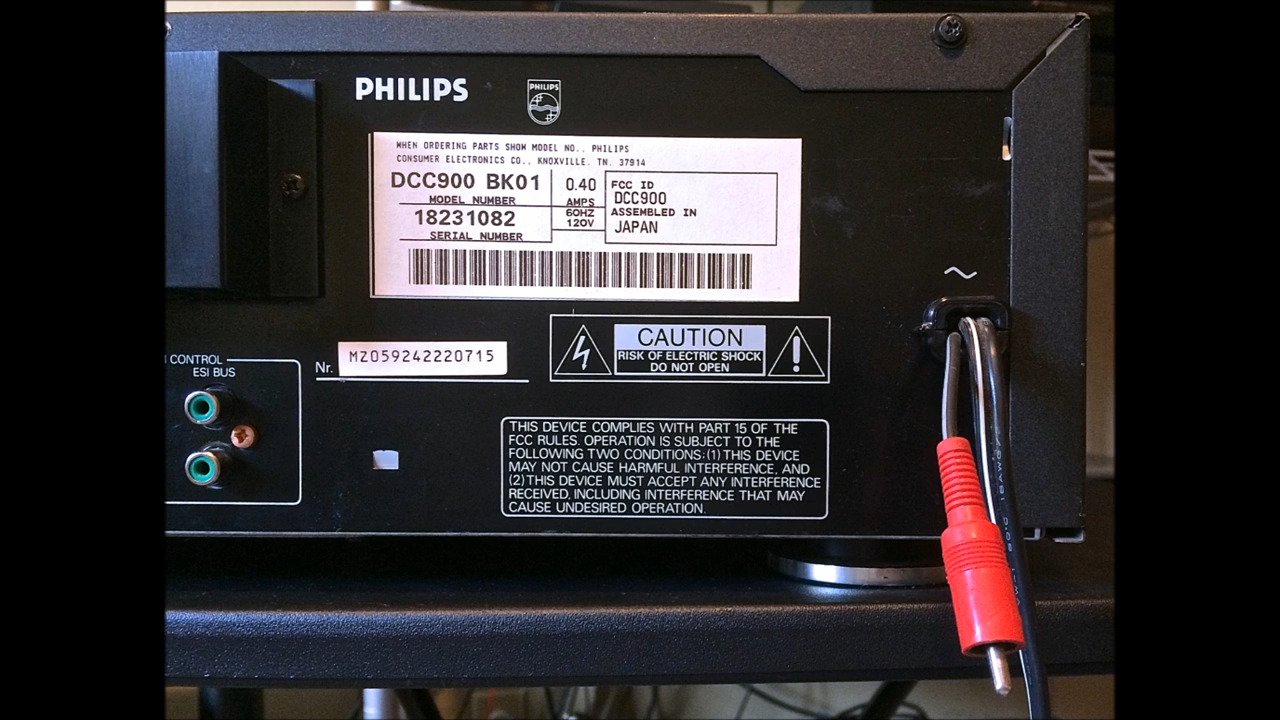 PHILIPS
PHILIPS
WHEN ORDERING PARTS SHOW MODEL NO., PHILIPS
CONSUMER ELECTRONICS CO., KNOXVILLE, TN. 37914
DCC900 BK01
MODEL NUMBER
18231082
SERIAL NUMBER
0.40
AMPS
60HZ
120V
FCC ID
DCC900
ASSEMBLED IN
JAPAN
CONTROL
ESI BUS
Nr. MZ059242220715
CAUTION
RISK OF ELECTRIC SHOCK
DO NOT OPEN
THIS DEVICE COMPLIES WITH PART 15 OF THE
FCC RULES. OPERATION IS SUBJECT TO THE
FOLLOWING TWO CONDITIONS:(1) THIS DEVICE
MAY NOT CAUSE HARMFUL INTERFERENCE, AND
(2) THIS DEVICE MUST ACCEPT ANY INTERFERENCE
RECEIVED, INCLUDING INTERFERENCE THAT MAY
CAUSE UNDESIRED OPERATION.
18AWG